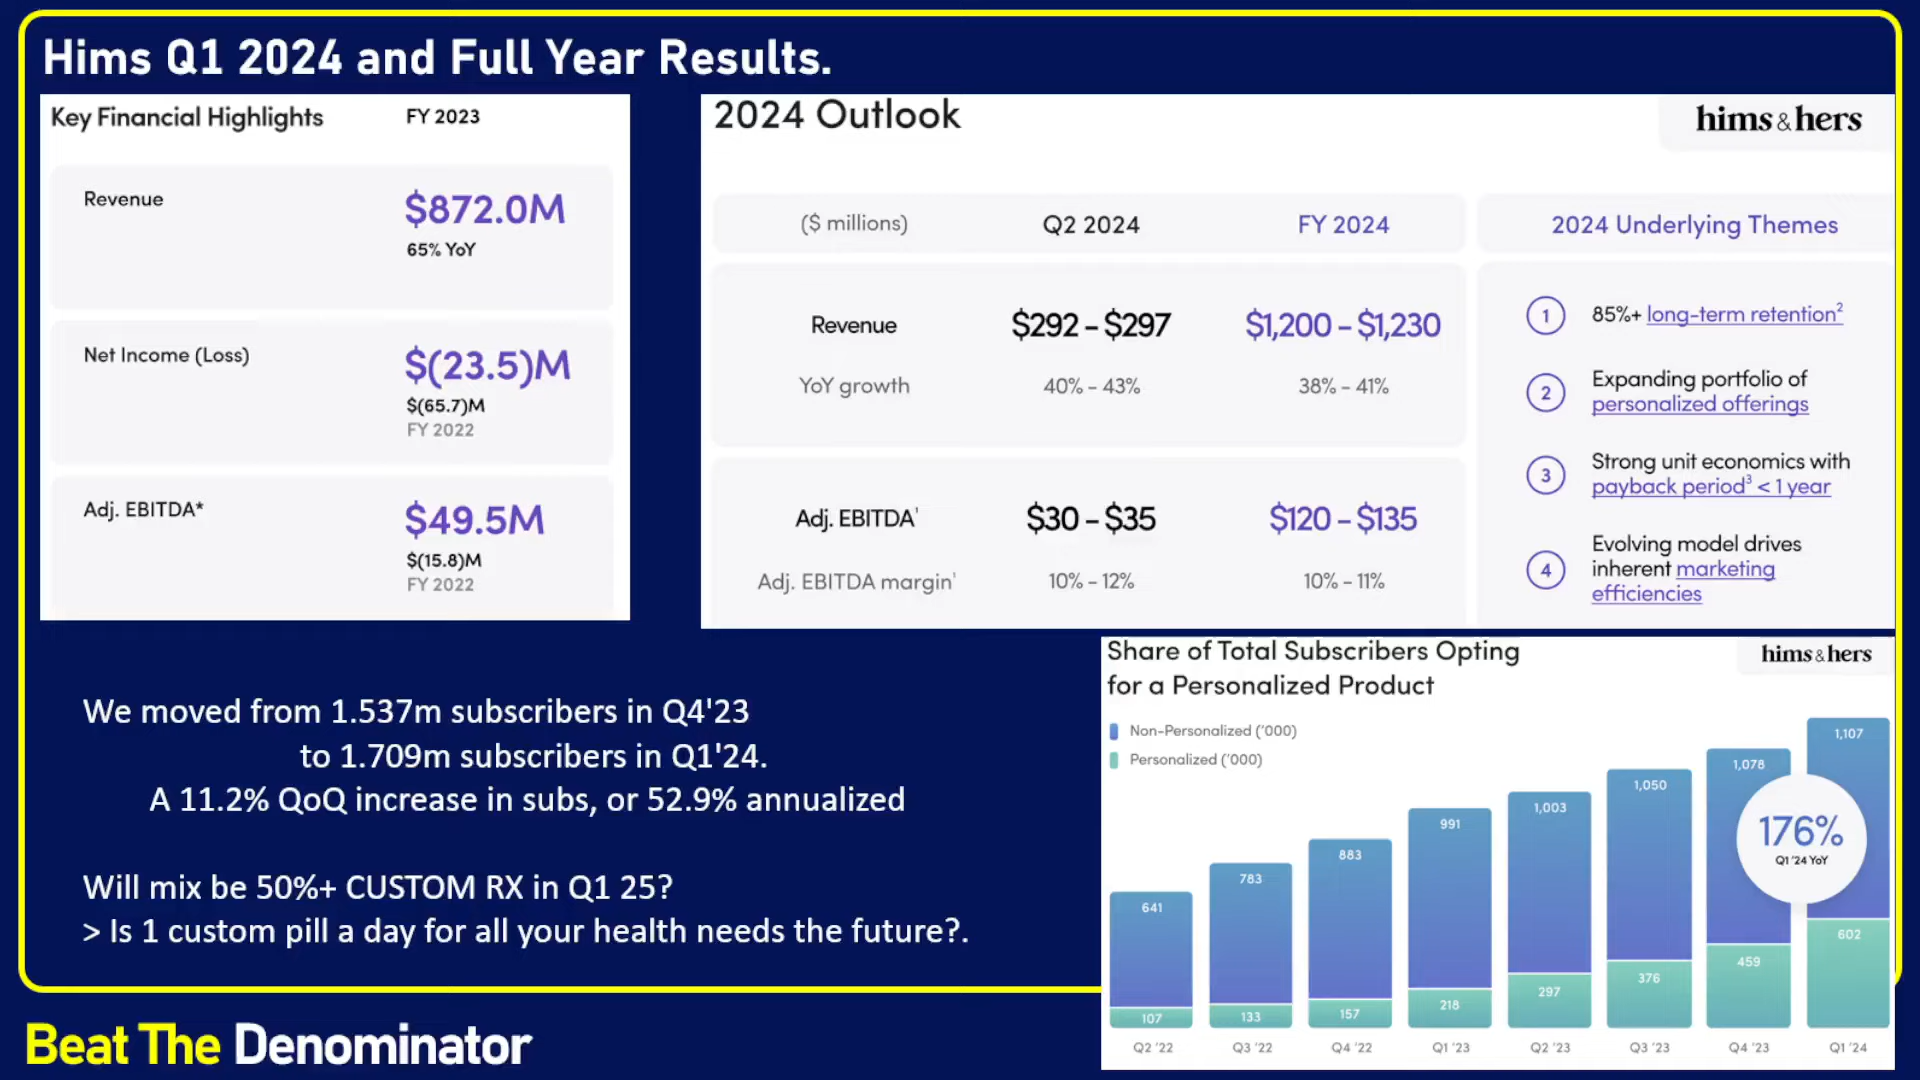 Hims Q1 2024 and Full Year Results.
Key Financial Highlights
FY 2023
Revenue
$872.0M
65% YoY
Net Income (Loss)
$(23.5)M
$(65.7)M
FY 2022
Adj. EBITDA*
$49.5M
$(15.8)M
FY 2022
2024 Outlook
hims & hers
($ millions)
Q2 2024
FY 2024
Revenue
$292 – $297
$1,200 – $1,230
YoY growth
40% – 43%
38% – 41%
Adj. EBITDA¹
$30 – $35
$120 – $135
Adj. EBITDA margin¹
10% – 12%
10% – 11%
2024 Underlying Themes
1
85%+ long-term retention²
2
Expanding portfolio of
personalized offerings
3
Strong unit economics with
payback period³ < 1 year
4
Evolving model drives
inherent marketing
efficiencies
We moved from 1.537m subscribers in Q4'23
to 1.709m subscribers in Q1'24.
A 11.2% QoQ increase in subs, or 52.9% annualized
Will mix be 50%+ CUSTOM RX in Q1 25?
> Is 1 custom pill a day for all your health needs the future?.
Share of Total Subscribers Opting
for a Personalized Product
hims & hers
Non-Personalized ('000)
Personalized ('000)
641
783
883
991
1,003
1,050
1,078
1,107
176%
Q1 '24 YoY
107
133
157
218
297
376
459
602
Q2 '22
Q3 '22
Q4 '22
Q1 '23
Q2 '23
Q3 '23
Q4 '23
Q1 '24
Beat The Denominator